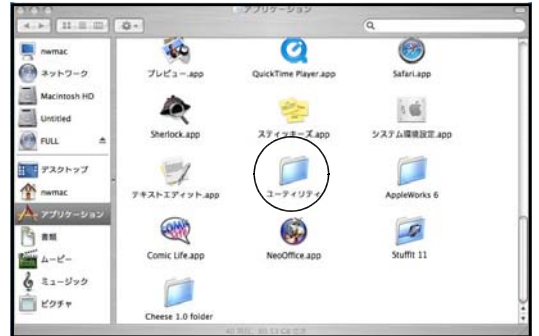 アプリケーション
nwmac
ネットワーク
Macintosh HD
Untitled
FULL
デスクトップ
nwmac
アプリケーション
書類
ムービー
ミュージック
ピクチャ
プレビュー.app
QuickTime Player.app
Safari.app
Sherlock.app
スティッキーズ.app
システム環境設定.app
テキストエディット.app
ユーティリティ
AppleWorks 6
Comic Life.app
NeoOffice.app
StuffIt 11
Cheese 1.0 folder